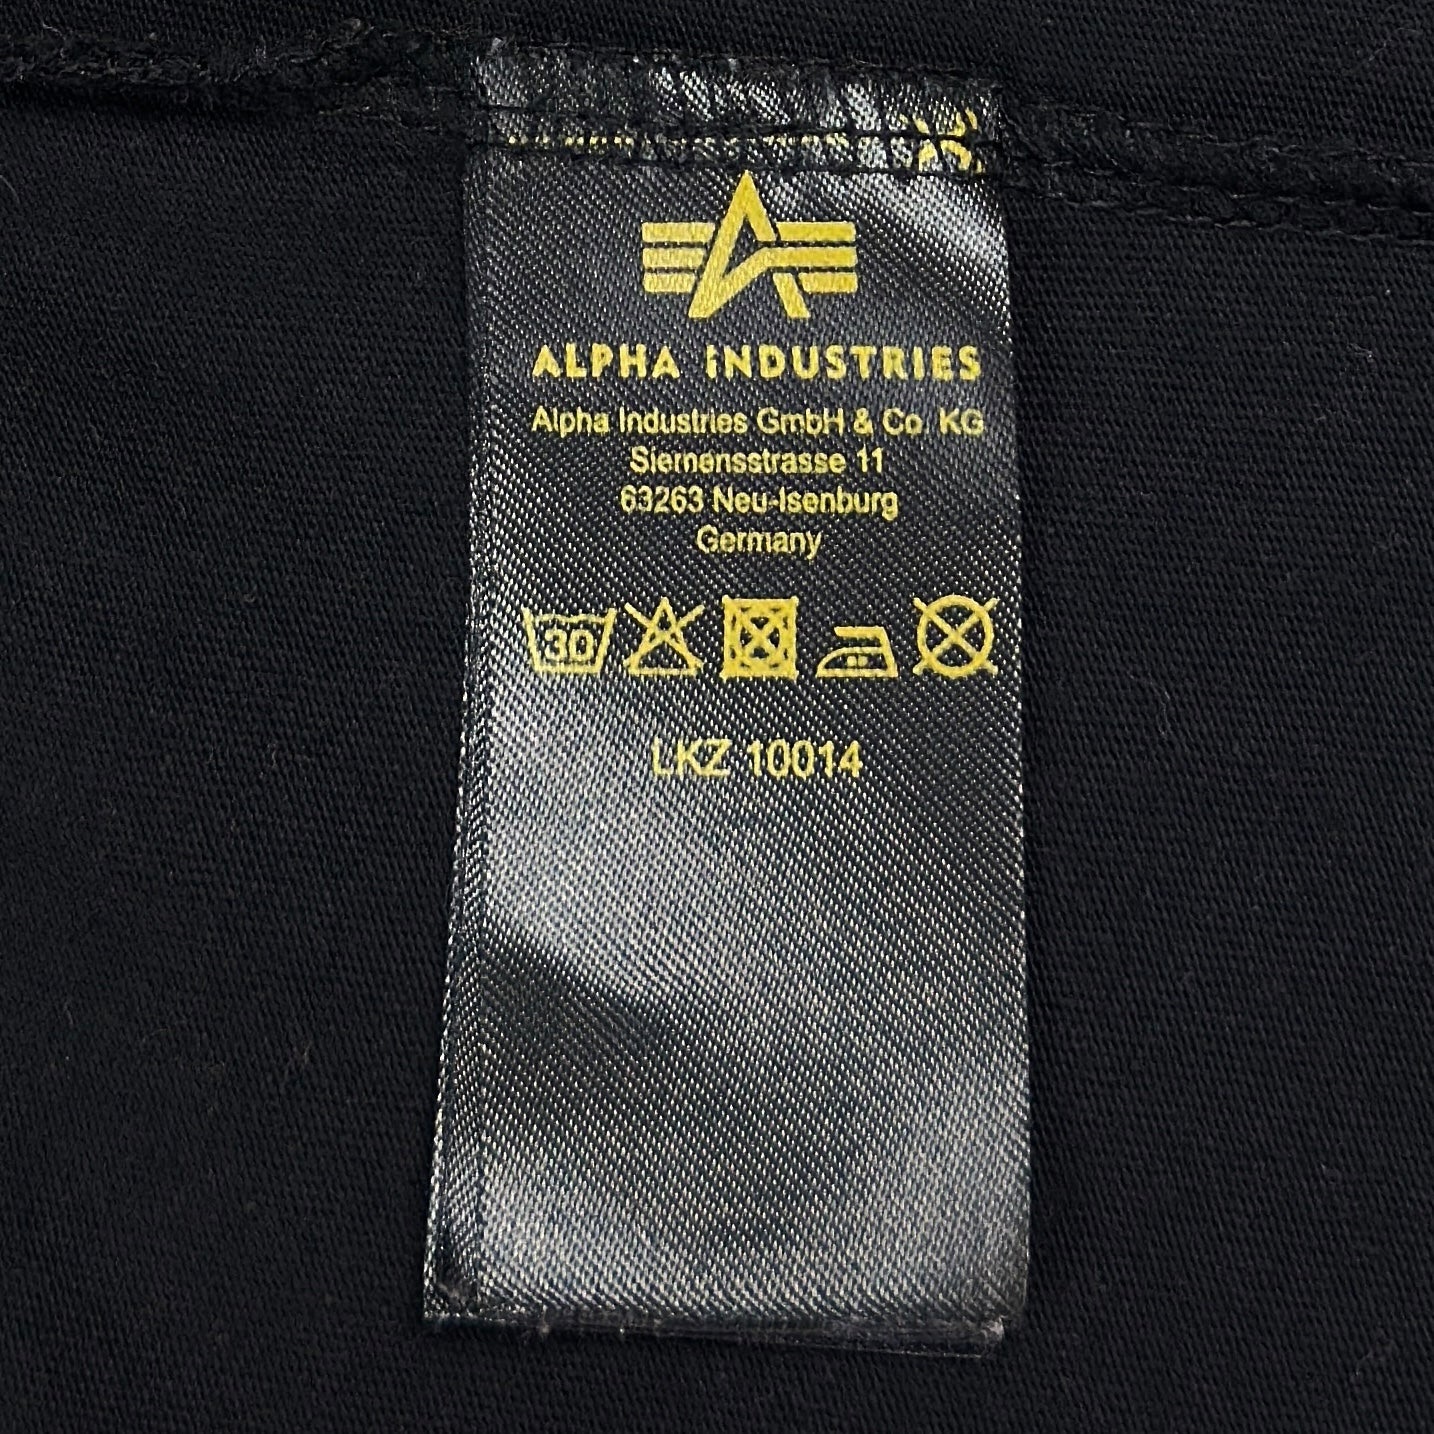 ALPHA iNDUSTRIES
Alpha Industries GmbH & Co. KG
Siemensstrasse 11
63263 Neu-Isenburg
Germany
30
LKZ 10014